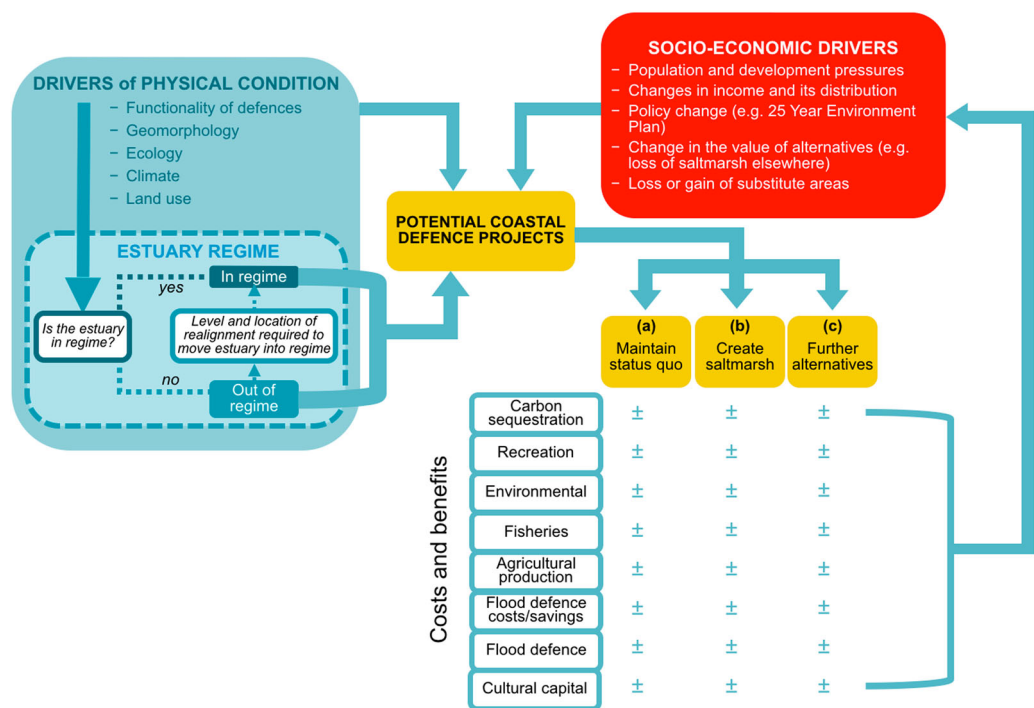 DRIVERS of PHYSICAL CONDITION
– Functionality of defences
– Geomorphology
– Ecology
– Climate
– Land use
ESTUARY REGIME
yes
In regime
Is the estuary
in regime?
Level and location of
realignment required to
move estuary into regime
no
Out of
regime
SOCIO-ECONOMIC DRIVERS
– Population and development pressures
– Changes in income and its distribution
– Policy change (e.g. 25 Year Environment
Plan)
– Change in the value of alternatives (e.g.
loss of saltmarsh elsewhere)
– Loss or gain of substitute areas
POTENTIAL COASTAL
DEFENCE PROJECTS
(a)
Maintain
status quo
(b)
Create
saltmarsh
(c)
Further
alternatives
Costs and benefits
Carbon
sequestration
± ± ±
Recreation
± ± ±
Environmental
± ± ±
Fisheries
± ± ±
Agricultural
production
± ± ±
Flood defence
costs/savings
± ± ±
Flood defence
± ± ±
Cultural capital
± ± ±